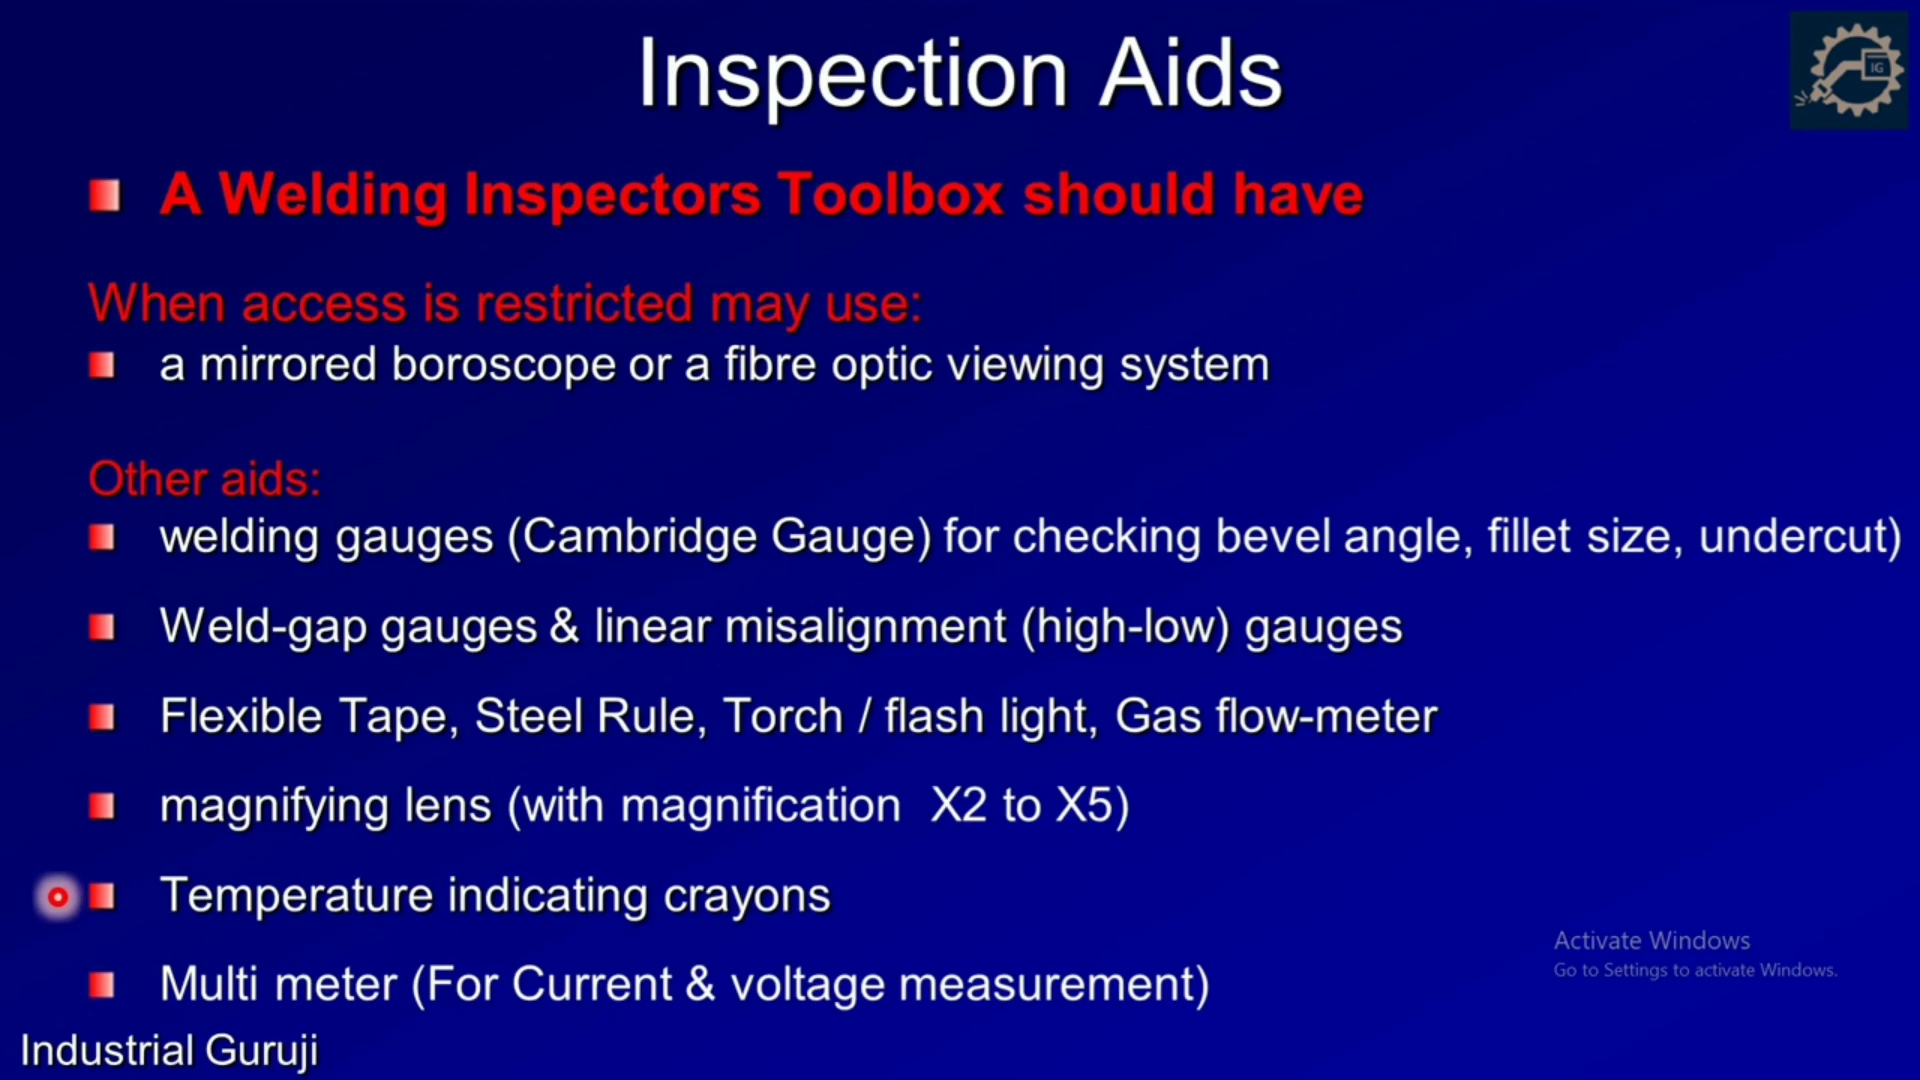 Inspection Aids
IG
A Welding Inspectors Toolbox should have
When access is restricted may use:
a mirrored boroscope or a fibre optic viewing system
Other aids:
welding gauges (Cambridge Gauge) for checking bevel angle, fillet size, undercut)
Weld-gap gauges & linear misalignment (high-low) gauges
Flexible Tape, Steel Rule, Torch / flash light, Gas flow-meter
magnifying lens (with magnification  X2 to X5)
Temperature indicating crayons
Multi meter (For Current & voltage measurement)
Activate Windows
Go to Settings to activate Windows.
Industrial Guruji